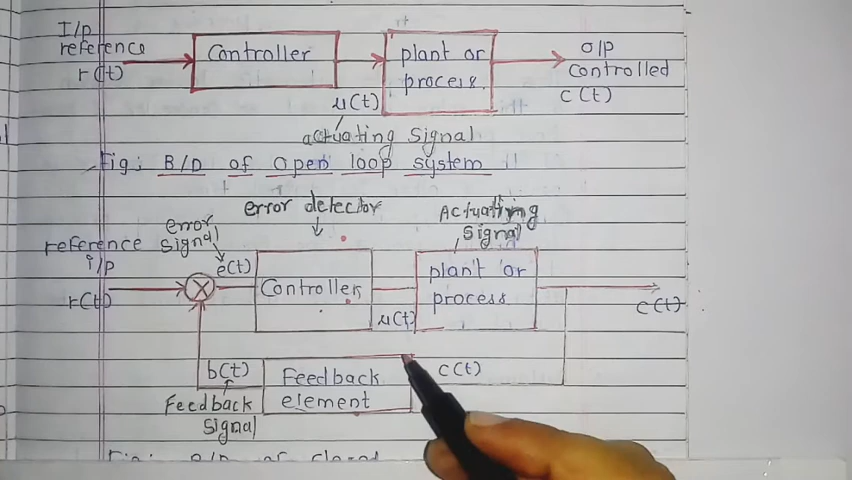 I/p
reference
r(t)
Controller
plant or
process.
O/P
Controlled
C(t)
u(t)
actuating Signal
Fig: B/D of Open loop system
error detector
error
Signal
Actuating
Signal
reference
i/p
r(t)
e(t)
Controller
plant or
process
u(t)
c(t)
b(t)
Feedback
element
c(t)
Feedback
Signal